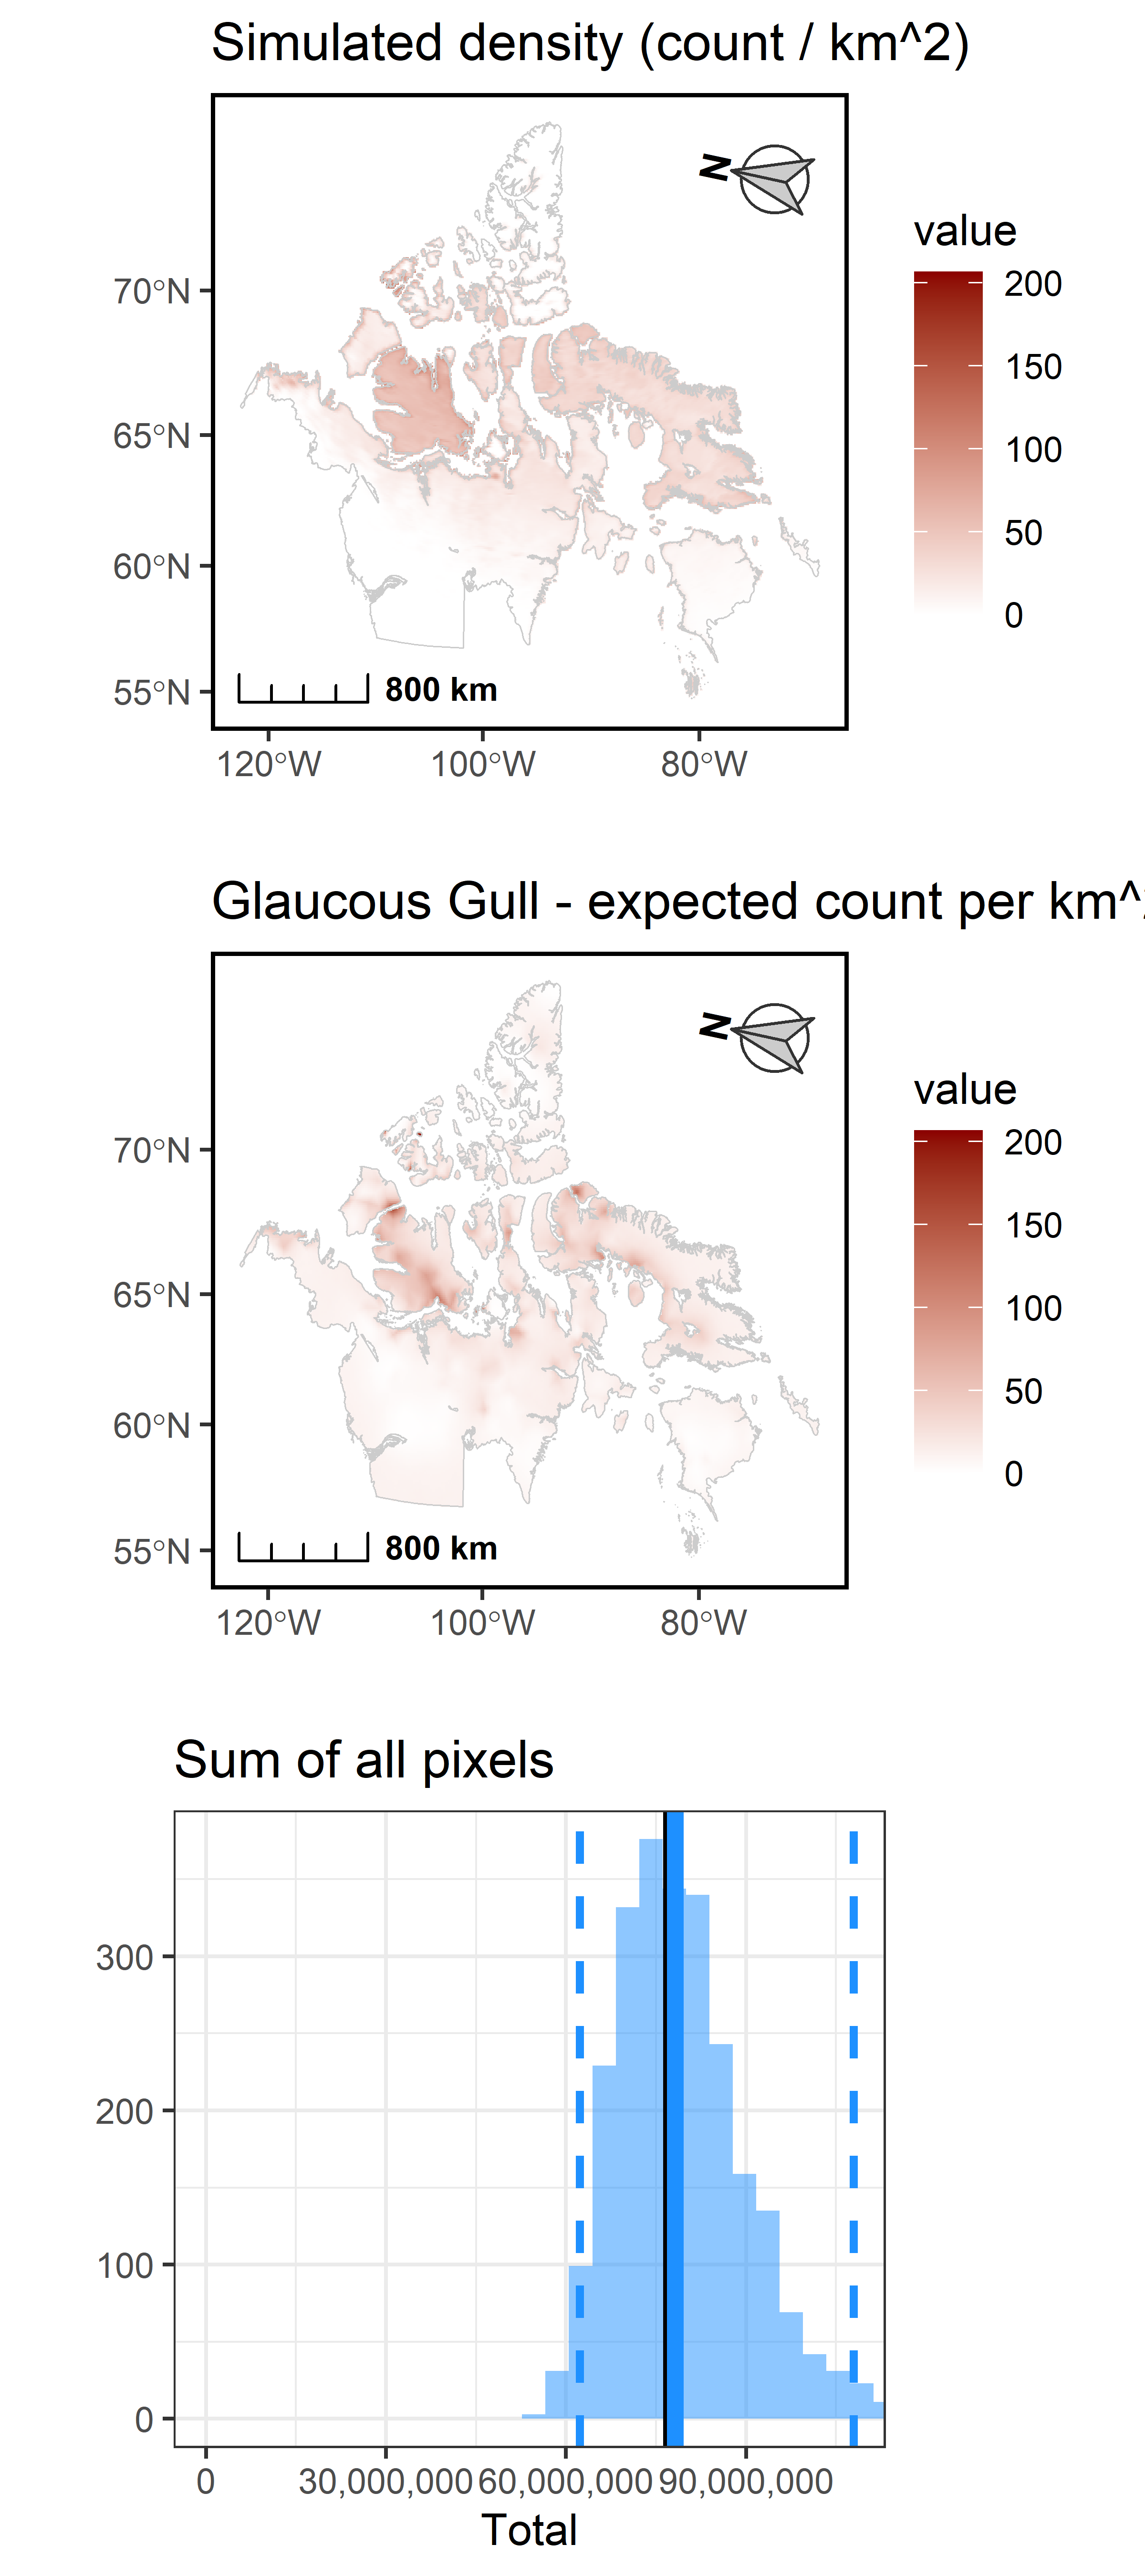 Simulated density (count / km^2)
N
value
200
150
100
50
0
70°N
65°N
60°N
55°N
800 km
120°W 100°W 80°W
Glaucous Gull - expected count per km^
N
value
200
150
100
50
0
70°N
65°N
60°N
55°N
800 km
120°W 100°W 80°W
Sum of all pixels
300
200
100
0
0 30,000,000 60,000,000 90,000,000
Total